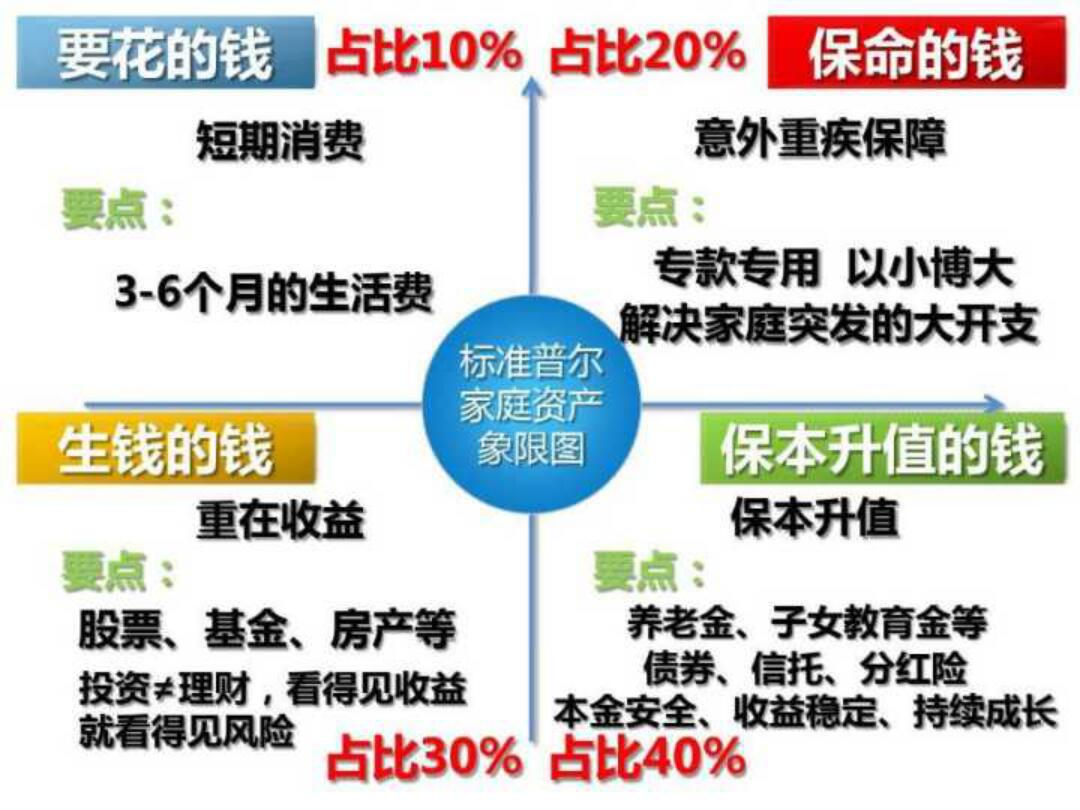 要花的钱
占比10%
短期消费
要点：
3-6个月的生活费
占比20%
保命的钱
意外重疾保障
要点：
专款专用 以小博大
解决家庭突发的大开支
标准普尔
家庭资产
象限图
生钱的钱
重在收益
要点：
股票、基金、房产等
投资≠理财，看得见收益
就看得见风险
占比30%
保本升值的钱
保本升值
要点：
养老金、子女教育金等
债券、信托、分红险
本金安全、收益稳定、持续成长
占比40%